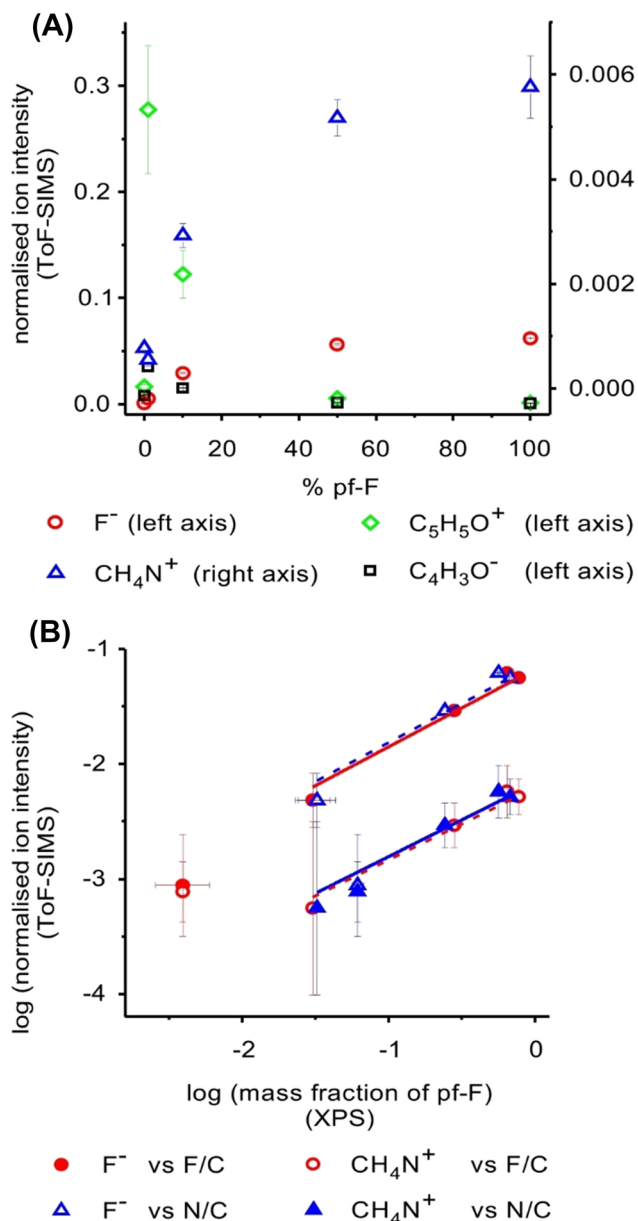 (A)
normalised ion intensity
(ToF-SIMS)
0.3
0.2
0.1
0.0
0.006
0.004
0.002
0.000
0 20 40 60 80 100
% pf-F
F⁻ (left axis) C₅H₅O⁺ (left axis)
CH₄N⁺ (right axis) C₄H₃O⁻ (left axis)
(B)
log (normalised ion intensity)
(ToF-SIMS)
-1
-2
-3
-4
-2 -1 0
log (mass fraction of pf-F)
(XPS)
F⁻ vs F/C CH₄N⁺ vs F/C
F⁻ vs N/C CH₄N⁺ vs N/C